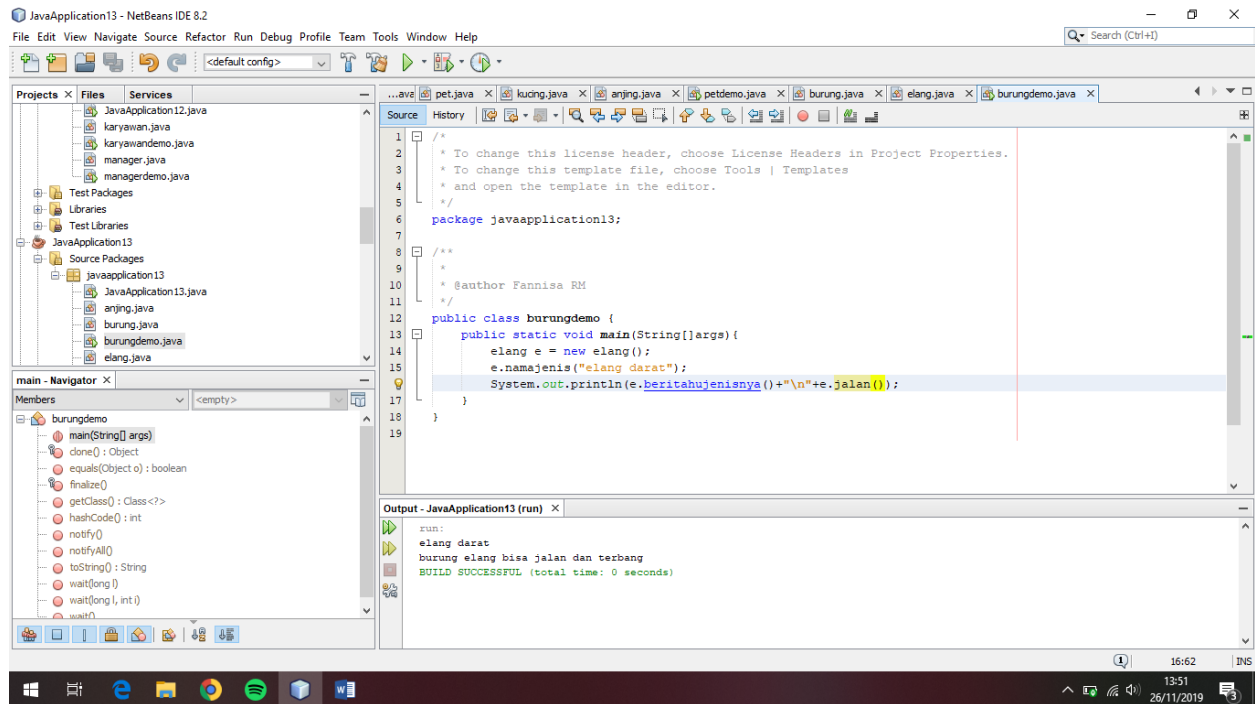 JavaApplication13 - NetBeans IDE 8.2
File Edit View Navigate Source Refactor Run Debug Profile Team Tools Window Help
Search (Ctrl+I)
<default config>
Projects Files Services
JavaApplication12.java
karyawan.java
karyawandemo.java
manager.java
managerdemo.java
Test Packages
Libraries
Test Libraries
JavaApplication13
Source Packages
javaapplication13
JavaApplication13.java
anjing.java
burung.java
burungdemo.java
elang.java
main - Navigator
Members <empty>
burungdemo
main(String[] args)
clone() : Object
equals(Object o) : boolean
finalize()
getClass() : Class<?>
hashCode() : int
notify()
notifyAll()
toString() : String
wait(long l)
wait(long l, int i)
wait()
...ava pet.java kucing.java anjing.java petdemo.java burung.java elang.java burungdemo.java
Source History
1 /*
2 * To change this license header, choose License Headers in Project Properties.
3 * To change this template file, choose Tools | Templates
4 * and open the template in the editor.
5 */
6 package javaapplication13;
7
8 /**
9 *
10 * @author Fannisa RM
11 */
12 public class burungdemo {
13 public static void main(String[]args){
14 elang e = new elang();
15 e.namajenis("elang darat");
System.out.println(e.beritahujenisnya()+"\n"+e.jalan());
17 }
18 }
19
Output - JavaApplication13 (run)
run:
elang darat
burung elang bisa jalan dan terbang
BUILD SUCCESSFUL (total time: 0 seconds)
1 16:62 INS
13:51
26/11/2019
3